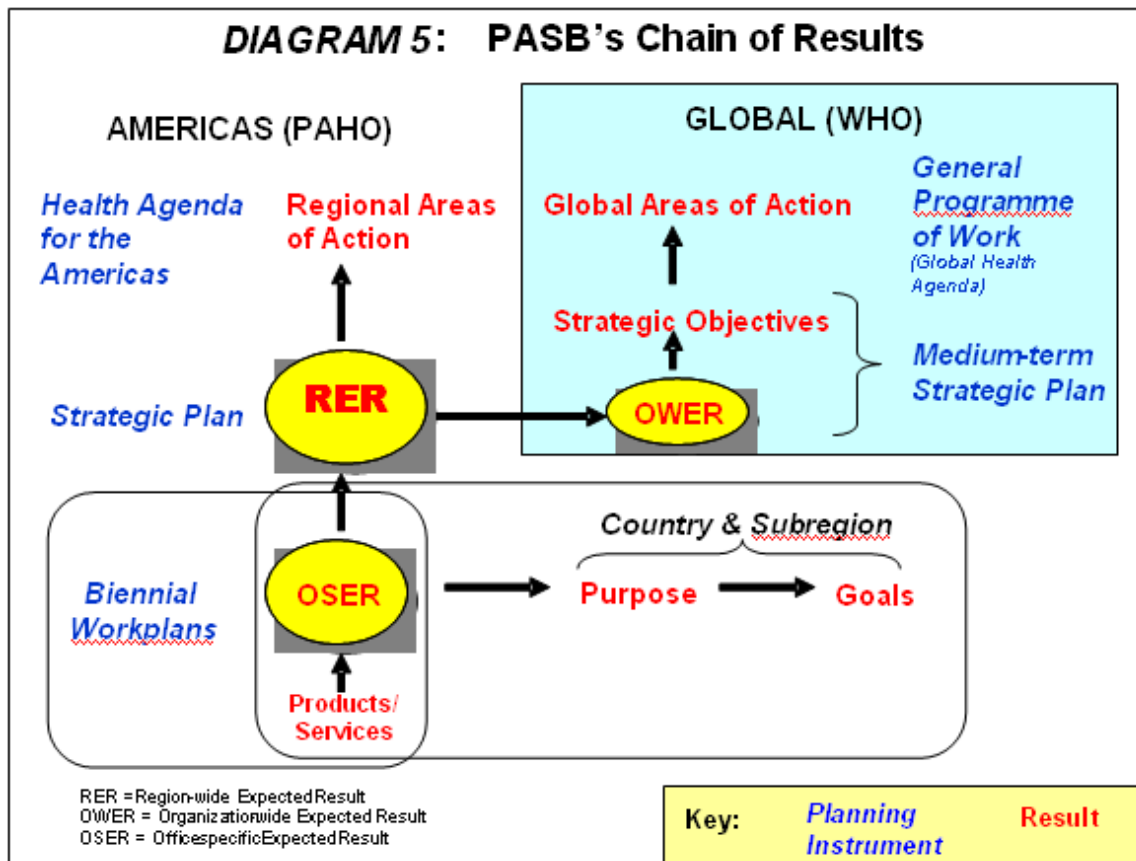 DIAGRAM 5: PASB's Chain of Results
AMERICAS (PAHO)
Health Agenda
for the
Americas
Regional Areas
of Action
Strategic Plan
RER
GLOBAL (WHO)
Global Areas of Action
General
Programme
of Work
(Global Health
Agenda)
Strategic Objectives
Medium-term
Strategic Plan
OWER
Biennial
Workplans
OSER
Products/
Services
Country & Subregion
Purpose
Goals
RER =Region-wide Expected Result
OWER = Organizationwide Expected Result
OSER = OfficespecificExpected Result
Key:
Planning
Instrument
Result